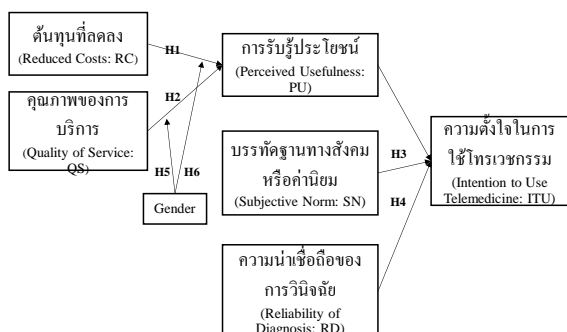 ต้นทุนที่ลดลง
(Reduced Costs: RC)
H1
การรับรู้ประโยชน์
(Perceived Usefulness:
PU)
คุณภาพของการ
บริการ
(Quality of Service:
QS)
H2
H5
H6
Gender
บรรทัดฐานทางสังคม
หรือค่านิยม
(Subjective Norm: SN)
H3
H4
ความตั้งใจในการ
ใช้โทรเวชกรรม
(Intention to Use
Telemedicine: ITU)
ความน่าเชื่อถือของ
การวินิจฉัย
(Reliability of
Diagnosis: RD)